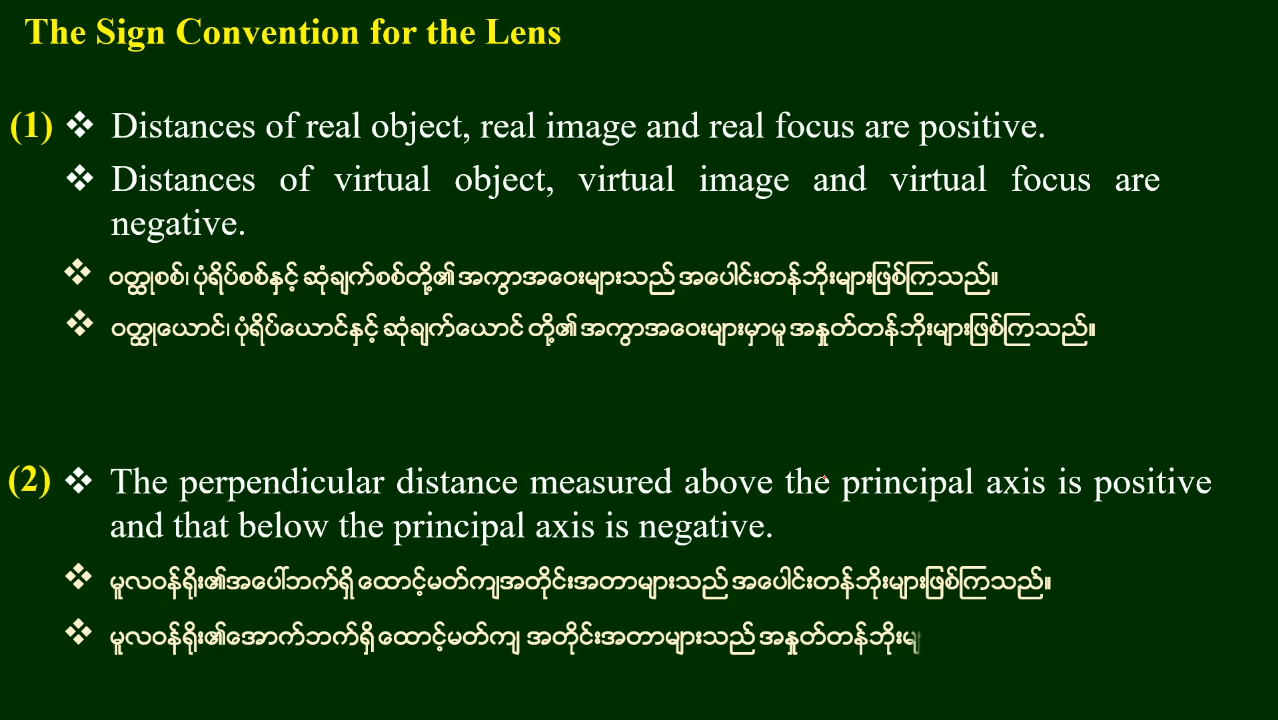 The Sign Convention for the Lens
(1) ❖ Distances of real object, real image and real focus are positive.
❖ Distances of virtual object, virtual image and virtual focus are
negative.
❖ ဝတ္ထုစစ်၊ ပုံရိပ်စစ်နှင့် ဆုံချက်စစ်တို့၏ အကွာအဝေးများသည် အပေါင်းတန်ဘိုးများဖြစ်ကြသည်။
❖ ဝတ္ထုယောင်၊ ပုံရိပ်ယောင်နှင့် ဆုံချက်ယောင် တို့၏ အကွာအဝေးများမှာမူ အနှုတ်တန်ဘိုးများဖြစ်ကြသည်။
(2) ❖ The perpendicular distance measured above the principal axis is positive
and that below the principal axis is negative.
❖ မူလဝန်ရိုး၏အပေါ်ဘက်ရှိ ထောင့်မတ်ကျအတိုင်းအတာများသည် အပေါင်းတန်ဘိုးများဖြစ်ကြသည်။
❖ မူလဝန်ရိုး၏အောက်ဘက်ရှိ ထောင့်မတ်ကျ အတိုင်းအတာများသည် အနှုတ်တန်ဘိုးမျ